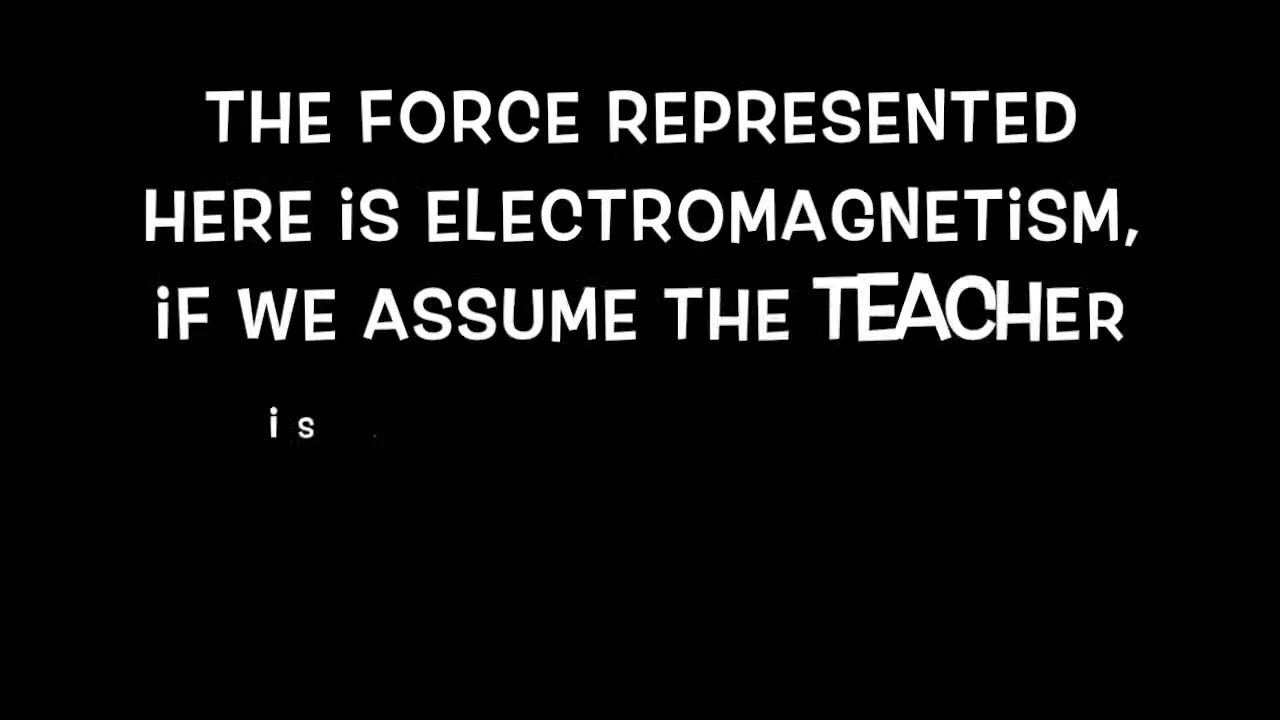 THE FORCE REPRESENTED
HERE iS ELECTROMAGNETiSM,
iF WE ASSUME THE TEACHER
is